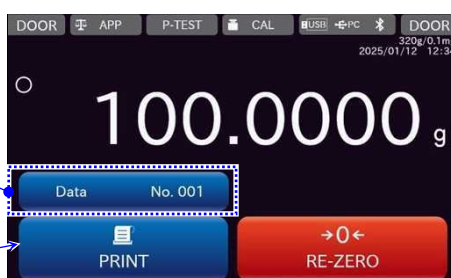 DOOR APP P-TEST CAL USB PC DOOR
320g/0.1m
2025/01/12 12:34
100.0000 g
Data No. 001
PRINT →0←
RE-ZERO